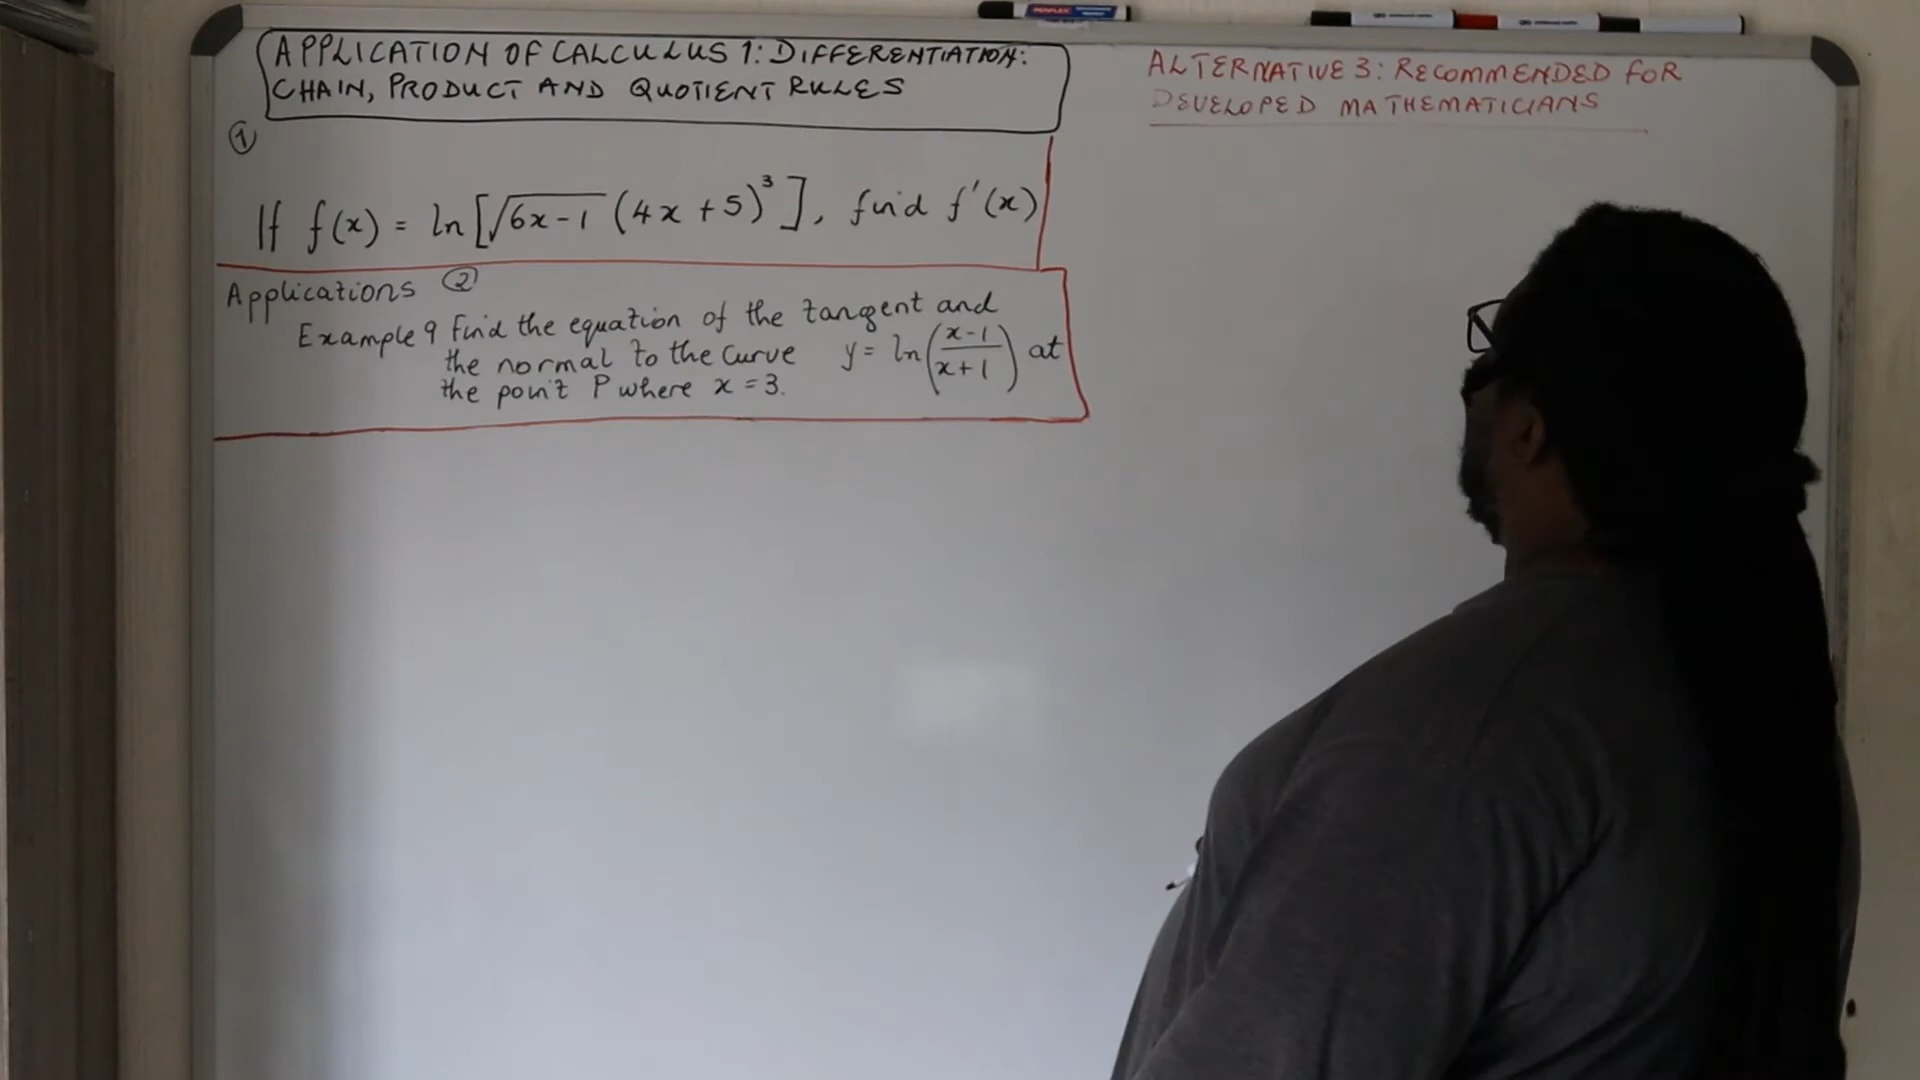 APPLICATION OF CALCULUS 1: DIFFERENTIATION:
CHAIN, PRODUCT AND QUOTIENT RULES
①
If f(x) = ln[√6x-1 (4x+5)³], find f'(x)
Applications ②
Example 9 Find the equation of the tangent and
the normal to the curve y = ln(x-1/x+1) at
the point P where x = 3.
ALTERNATIVE 3: RECOMMENDED FOR
DEVELOPED MATHEMATICIANS